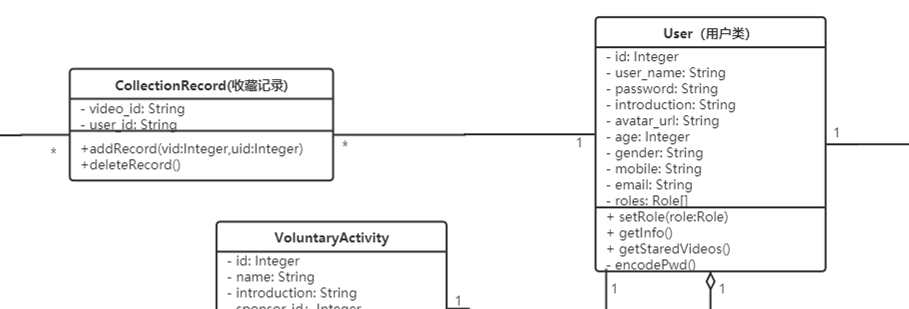 User（用户类）
- id: Integer
- user_name: String
- password: String
- introduction: String
- avatar_url: String
- age: Integer
- gender: String
- mobile: String
- email: String
- roles: Role[]
+ setRole(role:Role)
+ getInfo()
+ getStaredVideos()
- encodePwd()
CollectionRecord(收藏记录)
- video_id: String
- user_id: String
+addRecord(vid:Integer,uid:Integer)
+deleteRecord()
*
*
1
1
1
1
VoluntaryActivity
- id: Integer
- name: String
- introduction: String
- sponsor_id: Integer
1